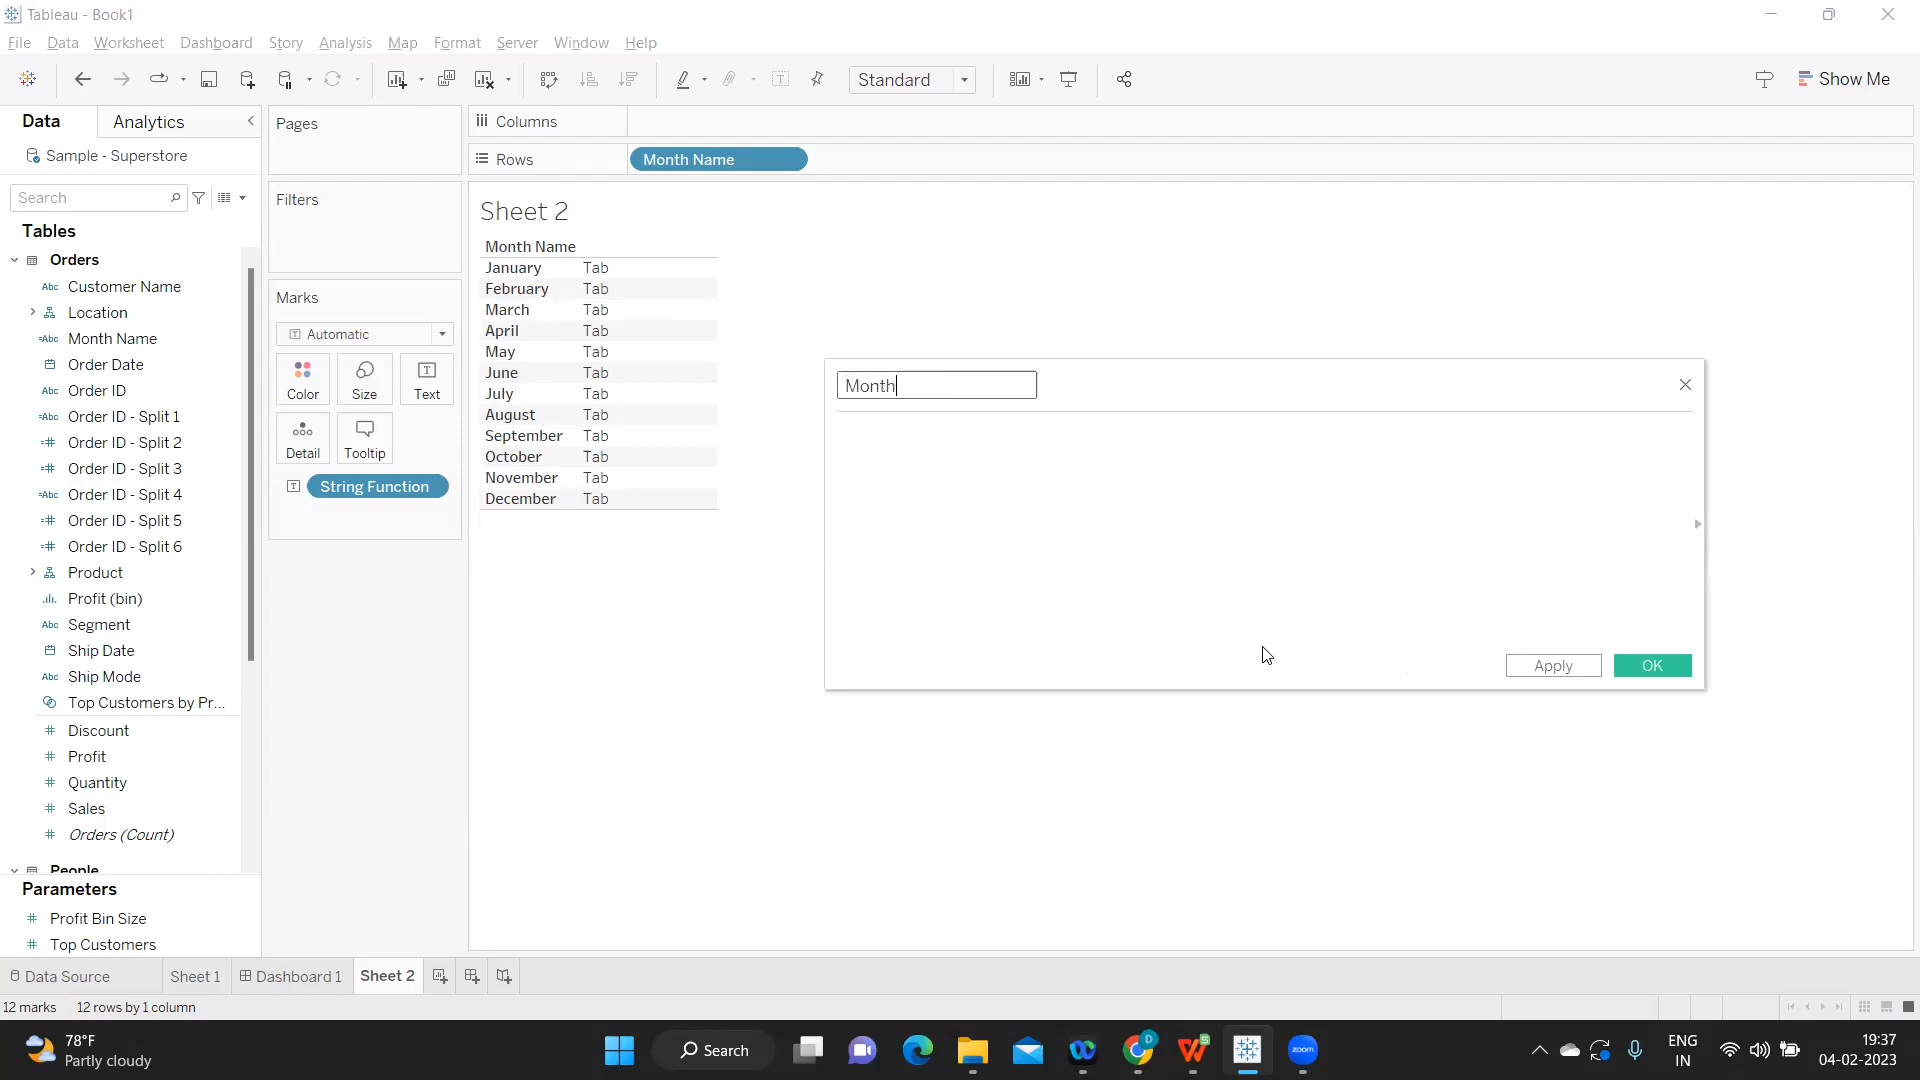 Tableau - Book1
File Data Worksheet Dashboard Story Analysis Map Format Server Window Help
Standard
Show Me
Data
Analytics
Sample - Superstore
Search
Tables
Orders
Abc Customer Name
Location
=Abc Month Name
Order Date
Abc Order ID
=Abc Order ID - Split 1
=# Order ID - Split 2
=# Order ID - Split 3
=Abc Order ID - Split 4
=# Order ID - Split 5
=# Order ID - Split 6
Product
Profit (bin)
Abc Segment
Ship Date
Abc Ship Mode
Top Customers by Pr...
# Discount
# Profit
# Quantity
# Sales
# Orders (Count)
People
Parameters
# Profit Bin Size
# Top Customers
Pages
Filters
Marks
T Automatic
Color
Size
T Text
Detail
Tooltip
T String Function
Columns
Rows
Month Name
Sheet 2
Month Name
January Tab
February Tab
March Tab
April Tab
May Tab
June Tab
July Tab
August Tab
September Tab
October Tab
November Tab
December Tab
Month
Apply
OK
Data Source
Sheet 1
Dashboard 1
Sheet 2
12 marks 12 rows by 1 column
78°F
Partly cloudy
Search
D
S
zoom
ENG
IN
19:37
04-02-2023